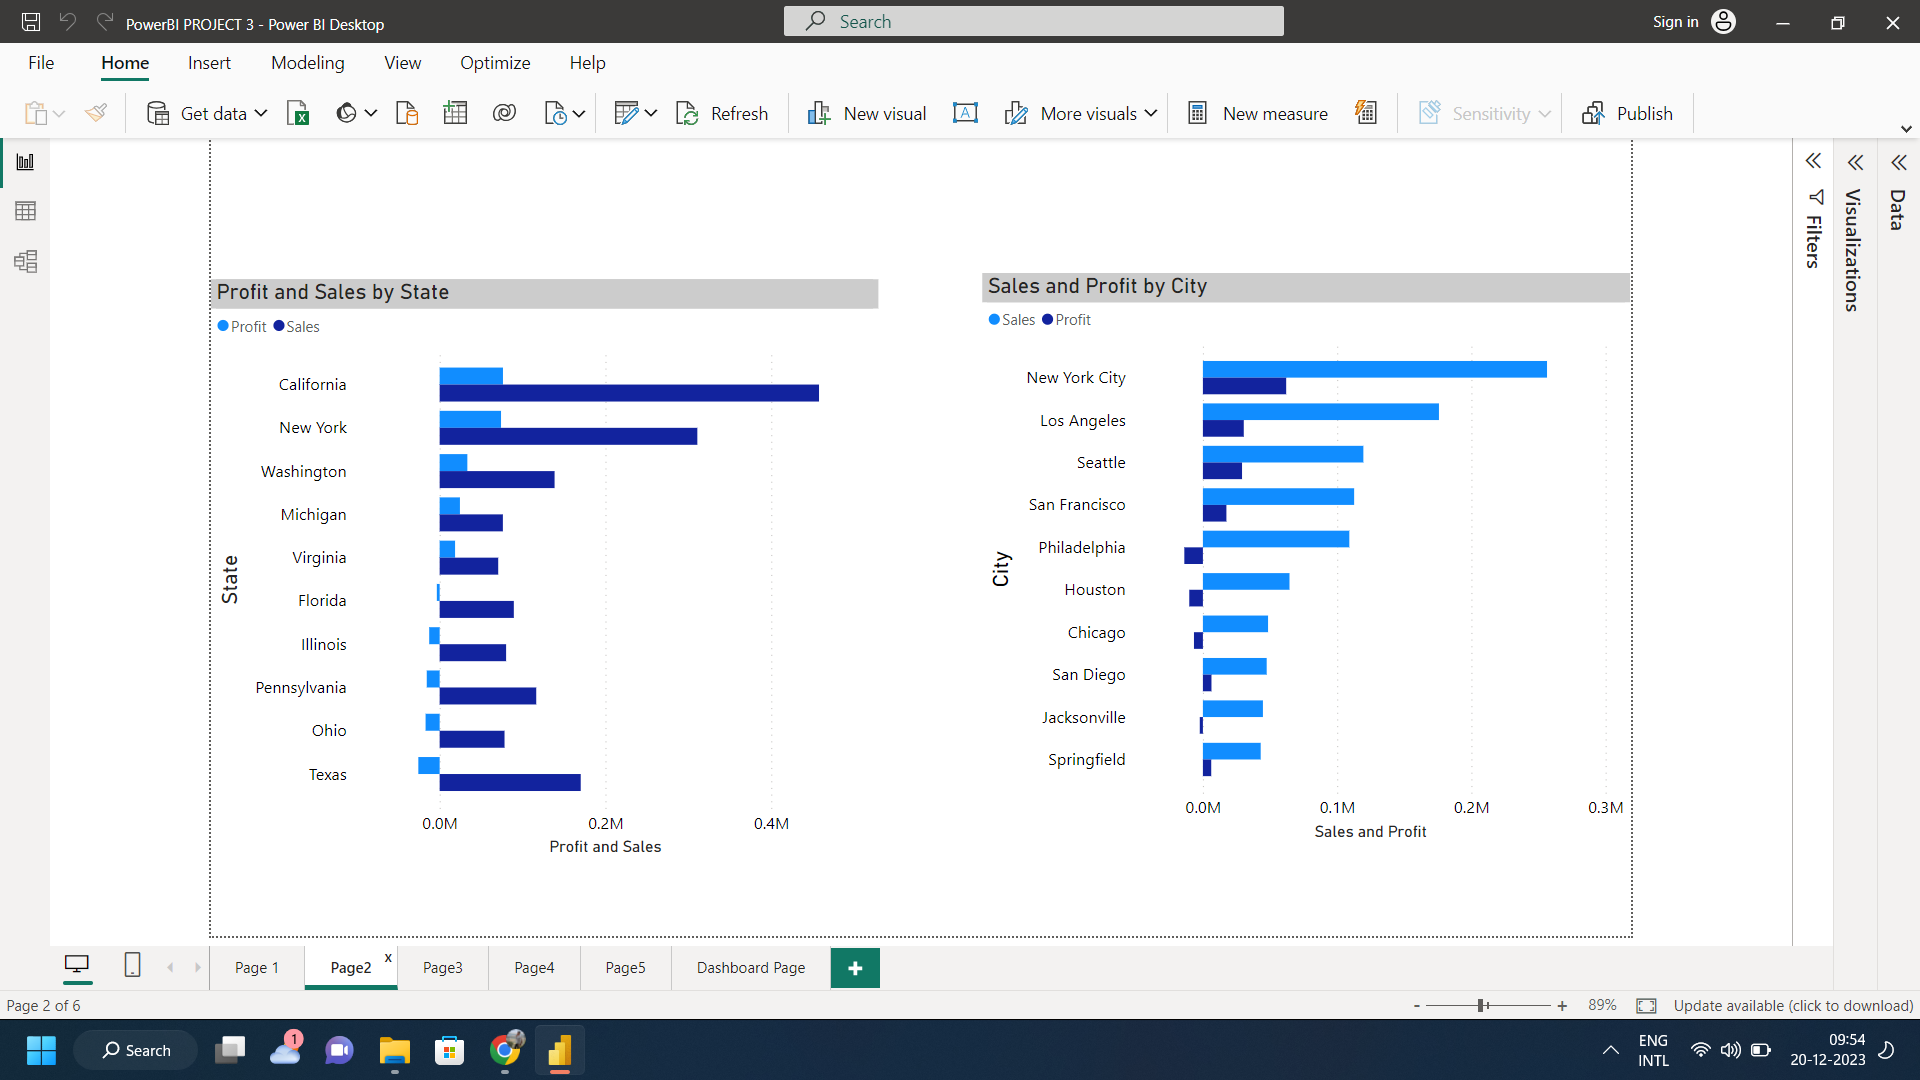 PowerBI PROJECT 3 - Power BI Desktop
Search
Sign in
File Home Insert Modeling View Optimize Help
Get data Refresh New visual More visuals New measure Sensitivity Publish
Profit and Sales by State
Profit Sales
State
California
New York
Washington
Michigan
Virginia
Florida
Illinois
Pennsylvania
Ohio
Texas
0.0M 0.2M 0.4M
Profit and Sales
Sales and Profit by City
Sales Profit
City
New York City
Los Angeles
Seattle
San Francisco
Philadelphia
Houston
Chicago
San Diego
Jacksonville
Springfield
0.0M 0.1M 0.2M 0.3M
Sales and Profit
Filters
Visualizations
Data
Page 1 Page2 x Page3 Page4 Page5 Dashboard Page +
Page 2 of 6
- + 89% Update available (click to download)
Search
1
ENG
INTL
09:54
20-12-2023